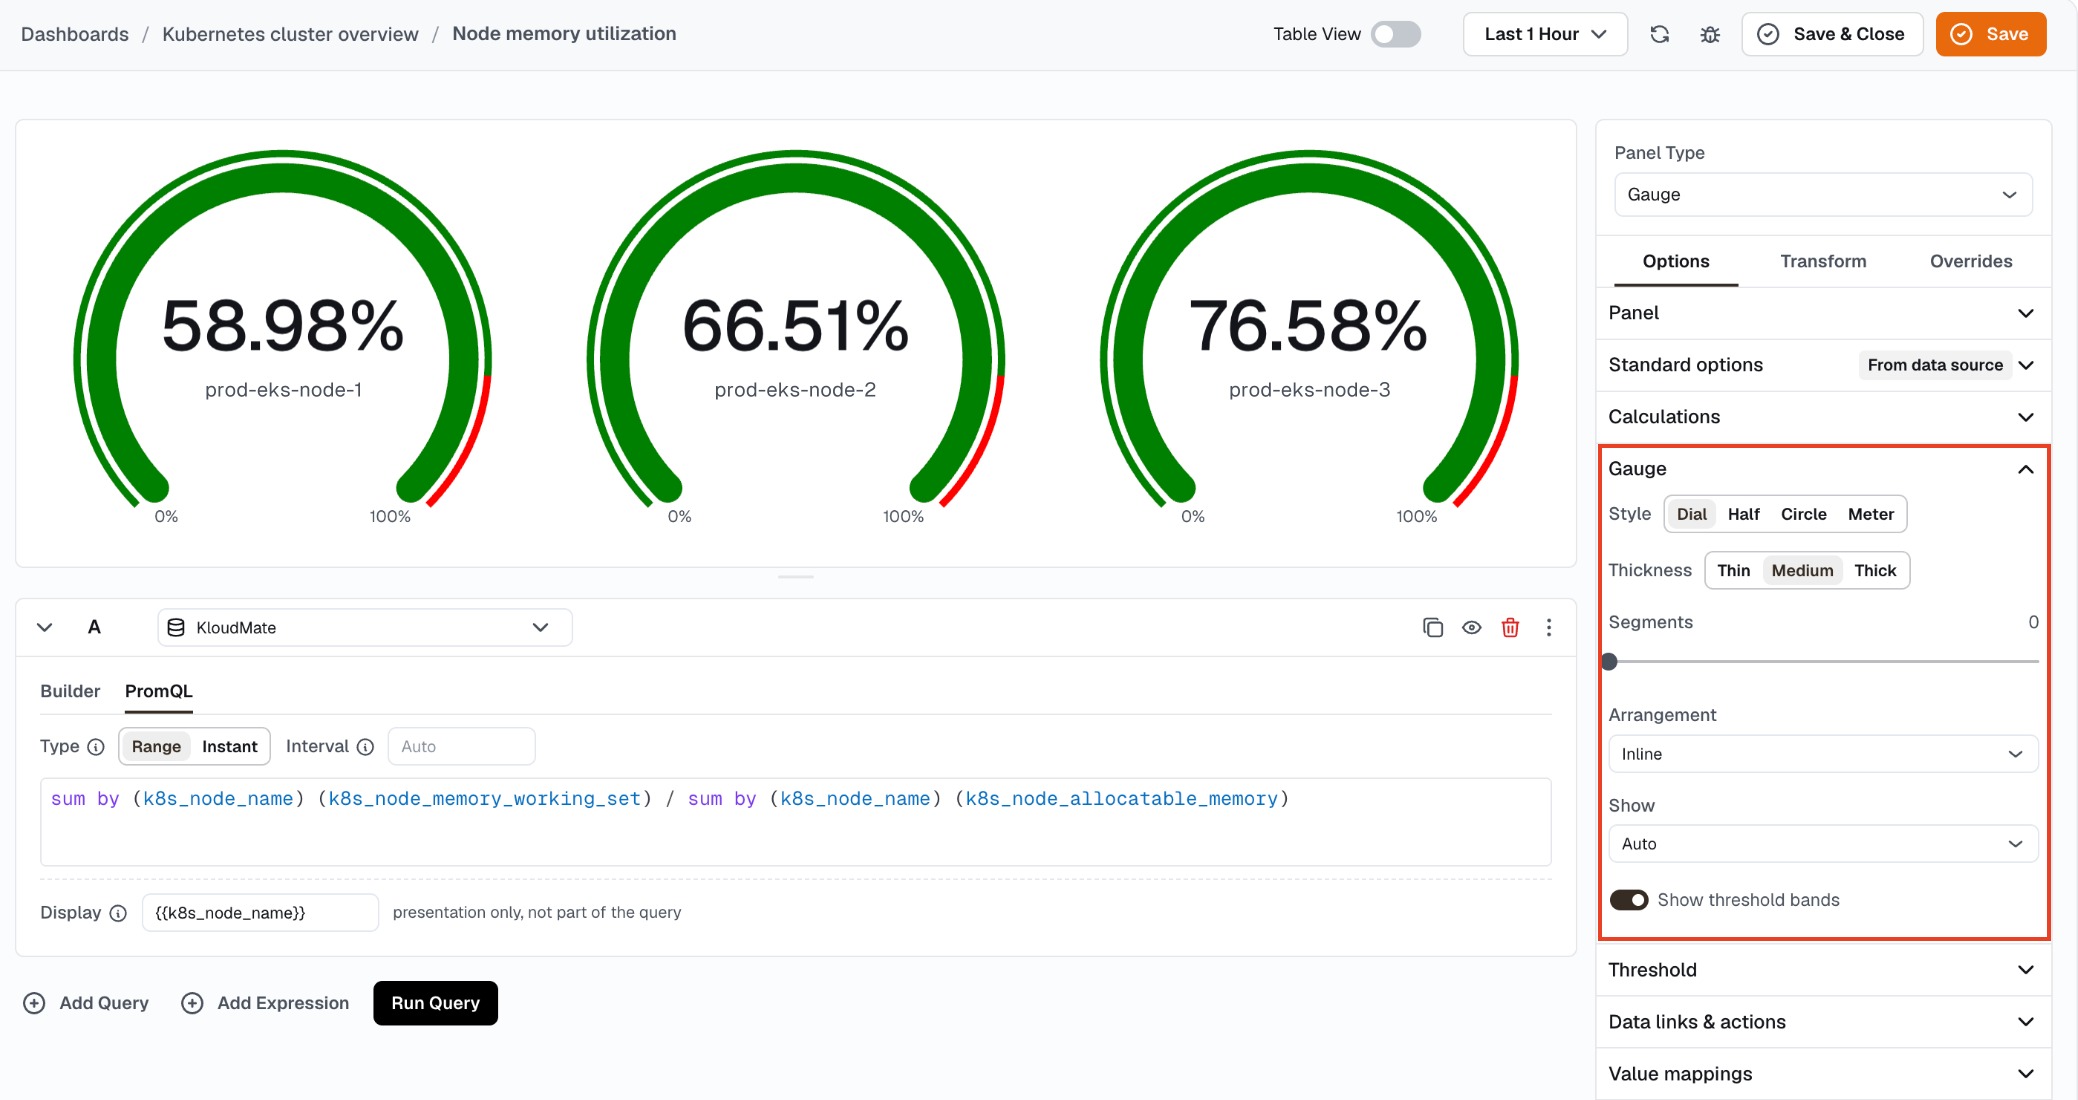 Dashboards / Kubernetes cluster overview / Node memory utilization
Table View
Last 1 Hour
Save & Close
Save
58.98%
prod-eks-node-1
0%
100%
66.51%
prod-eks-node-2
0%
100%
76.58%
prod-eks-node-3
0%
100%
A
KloudMate
Builder
PromQL
Type
Range
Instant
Interval
Auto
sum by (k8s_node_name) (k8s_node_memory_working_set) / sum by (k8s_node_name) (k8s_node_allocatable_memory)
Display
{{k8s_node_name}}
presentation only, not part of the query
Add Query
Add Expression
Run Query
Panel Type
Gauge
Options
Transform
Overrides
Panel
Standard options
From data source
Calculations
Gauge
Style
Dial
Half
Circle
Meter
Thickness
Thin
Medium
Thick
Segments
0
Arrangement
Inline
Show
Auto
Show threshold bands
Threshold
Data links & actions
Value mappings